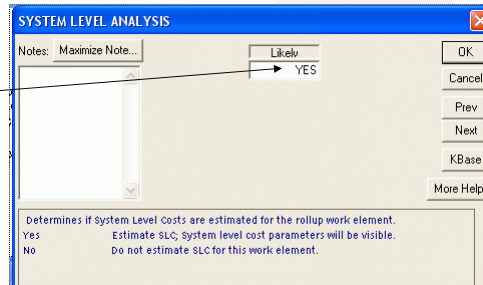 SYSTEM LEVEL ANALYSIS
Notes: Maximize Note...
Likely
YES
OK
Cancel
Prev
Next
KBase
More Help
Determines if System Level Costs are estimated for the rollup work element.
Yes Estimate SLC; System level cost parameters will be visible.
No Do not estimate SLC for this work element.